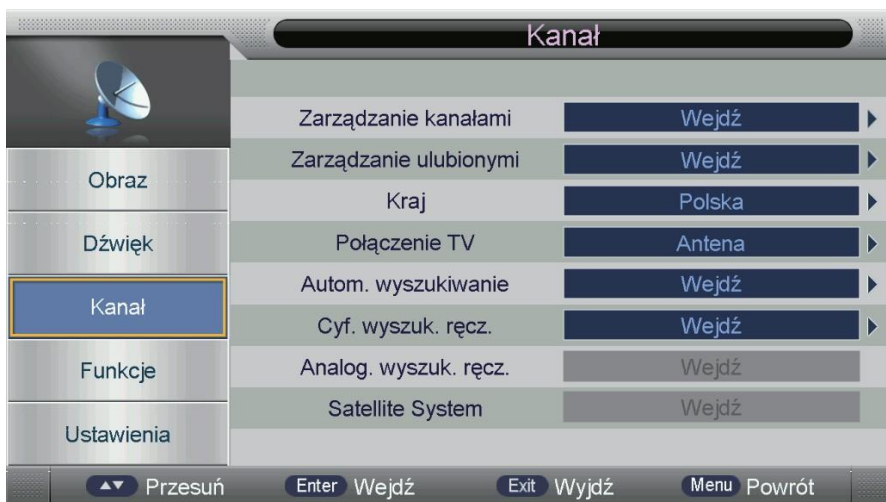 Kanał
Obraz
Dźwięk
Kanał
Funkcje
Ustawienia
Zarządzanie kanałami Wejdź
Zarządzanie ulubionymi Wejdź
Kraj Polska
Połączenie TV Antena
Autom. wyszukiwanie Wejdź
Cyf. wyszuk. ręcz. Wejdź
Analog. wyszuk. ręcz. Wejdź
Satellite System Wejdź
Przesuń Enter Wejdź Exit Wyjdź Menu Powrót